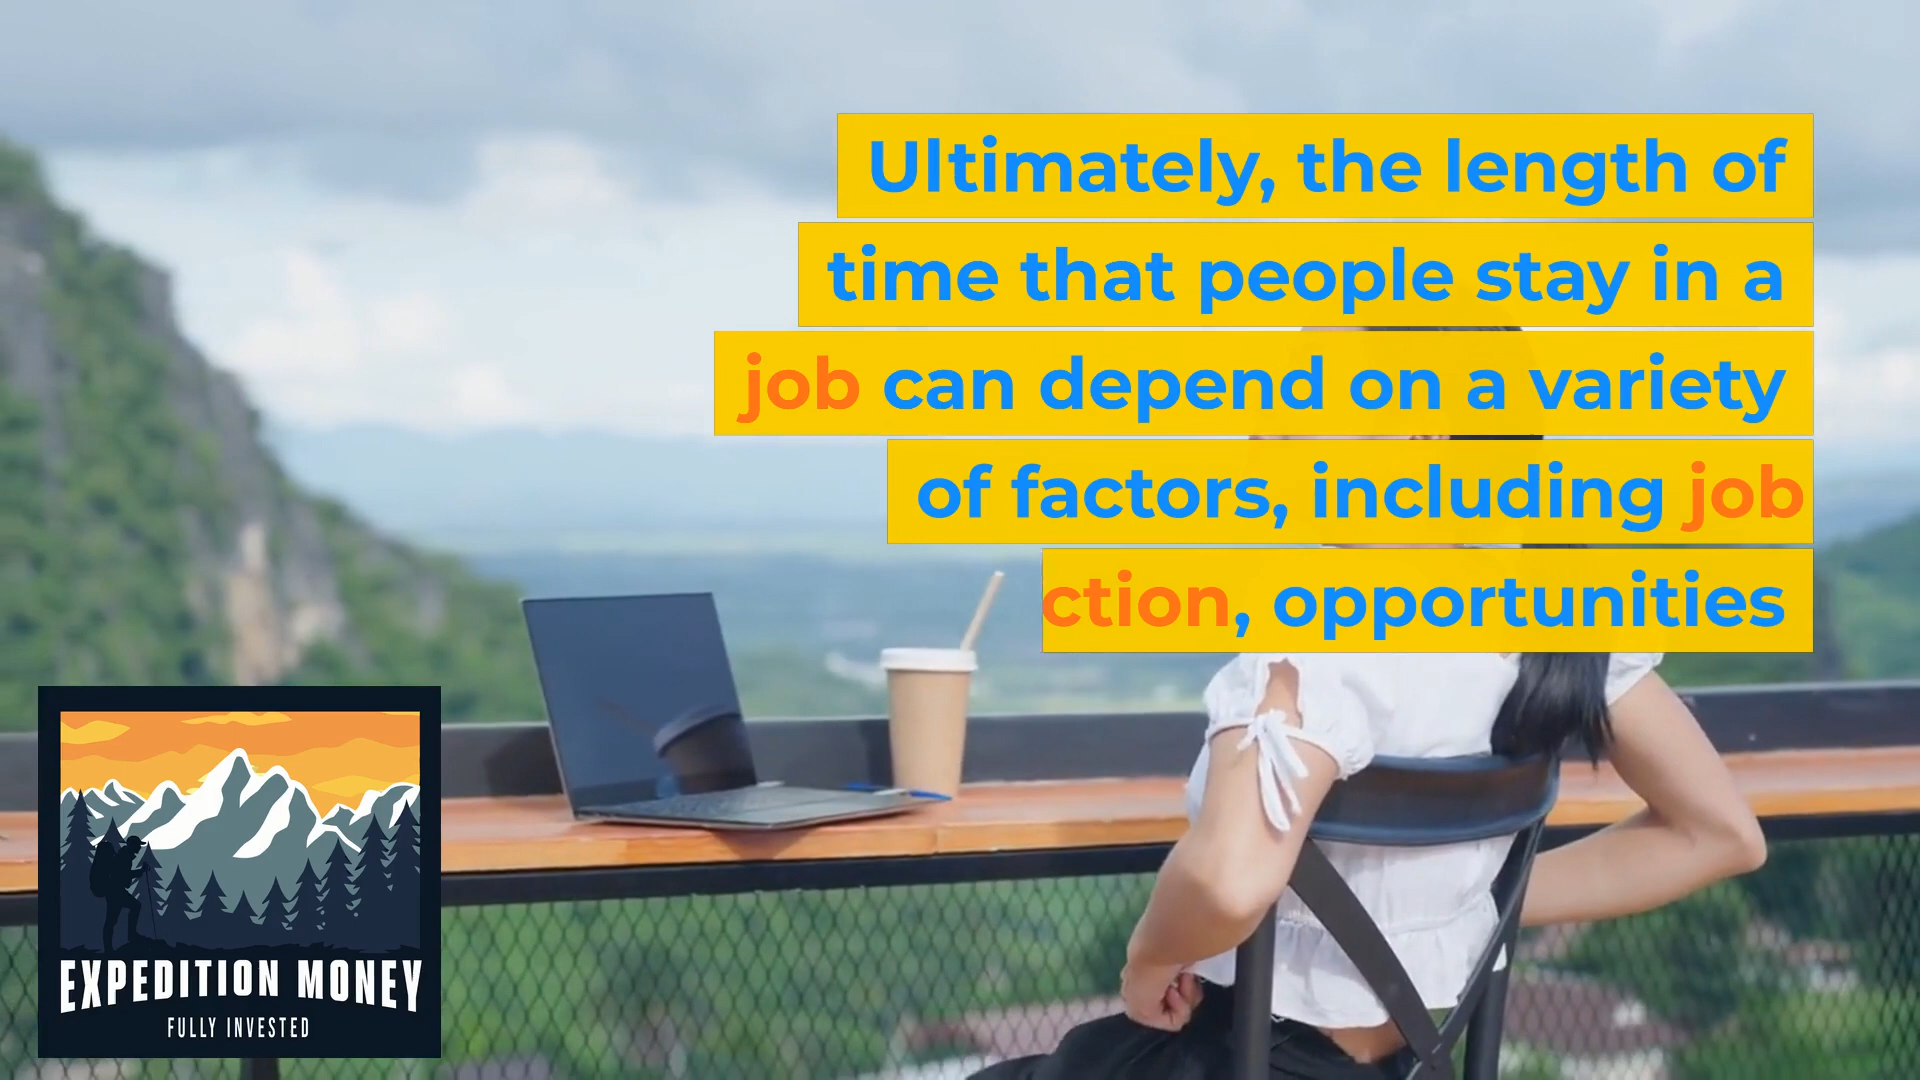 Ultimately, the length of
time that people stay in a
job can depend on a variety
of factors, including job
ction, opportunities
EXPEDITION MONEY
FULLY INVESTED